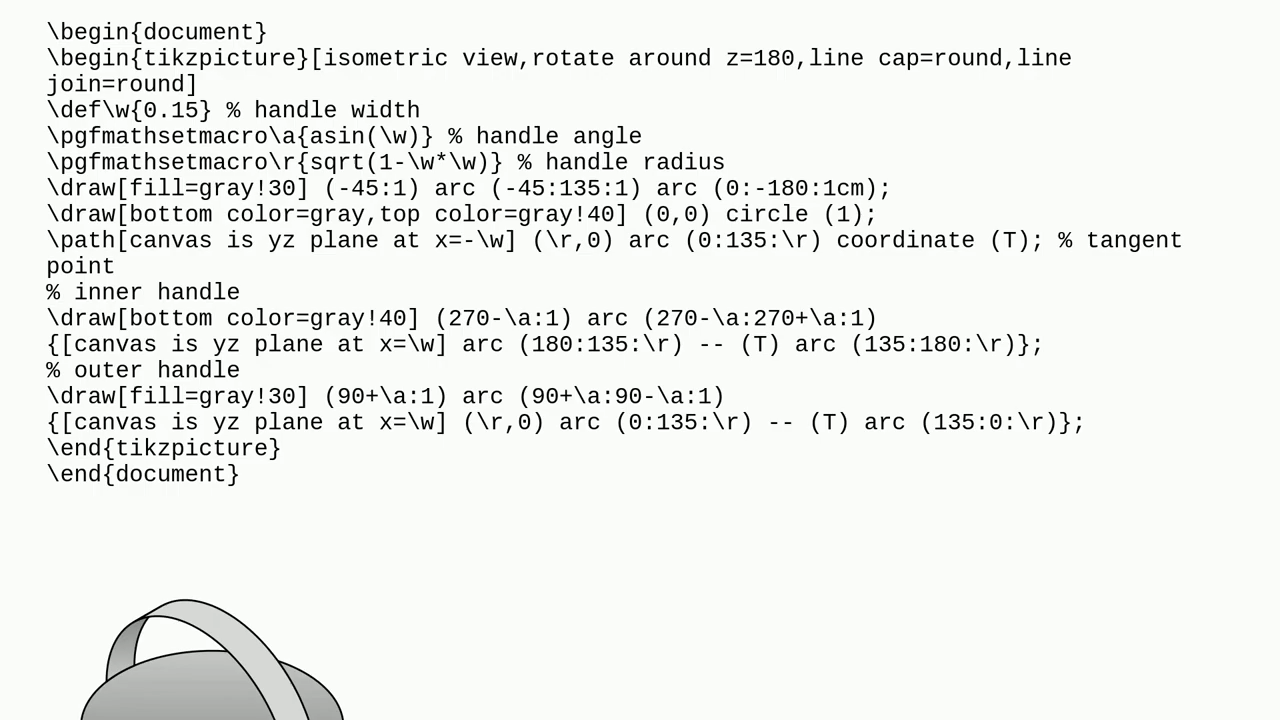 \begin{document}
\begin{tikzpicture}[isometric view,rotate around z=180,line cap=round,line
join=round]
\def\w{0.15} % handle width
\pgfmathsetmacro\a{asin(\w)} % handle angle
\pgfmathsetmacro\r{sqrt(1-\w*\w)} % handle radius
\draw[fill=gray!30] (-45:1) arc (-45:135:1) arc (0:-180:1cm);
\draw[bottom color=gray,top color=gray!40] (0,0) circle (1);
\path[canvas is yz plane at x=-\w] (\r,0) arc (0:135:\r) coordinate (T); % tangent
point
% inner handle
\draw[bottom color=gray!40] (270-\a:1) arc (270-\a:270+\a:1)
{[canvas is yz plane at x=\w] arc (180:135:\r) -- (T) arc (135:180:\r)};
% outer handle
\draw[fill=gray!30] (90+\a:1) arc (90+\a:90-\a:1)
{[canvas is yz plane at x=\w] (\r,0) arc (0:135:\r) -- (T) arc (135:0:\r)};
\end{tikzpicture}
\end{document}